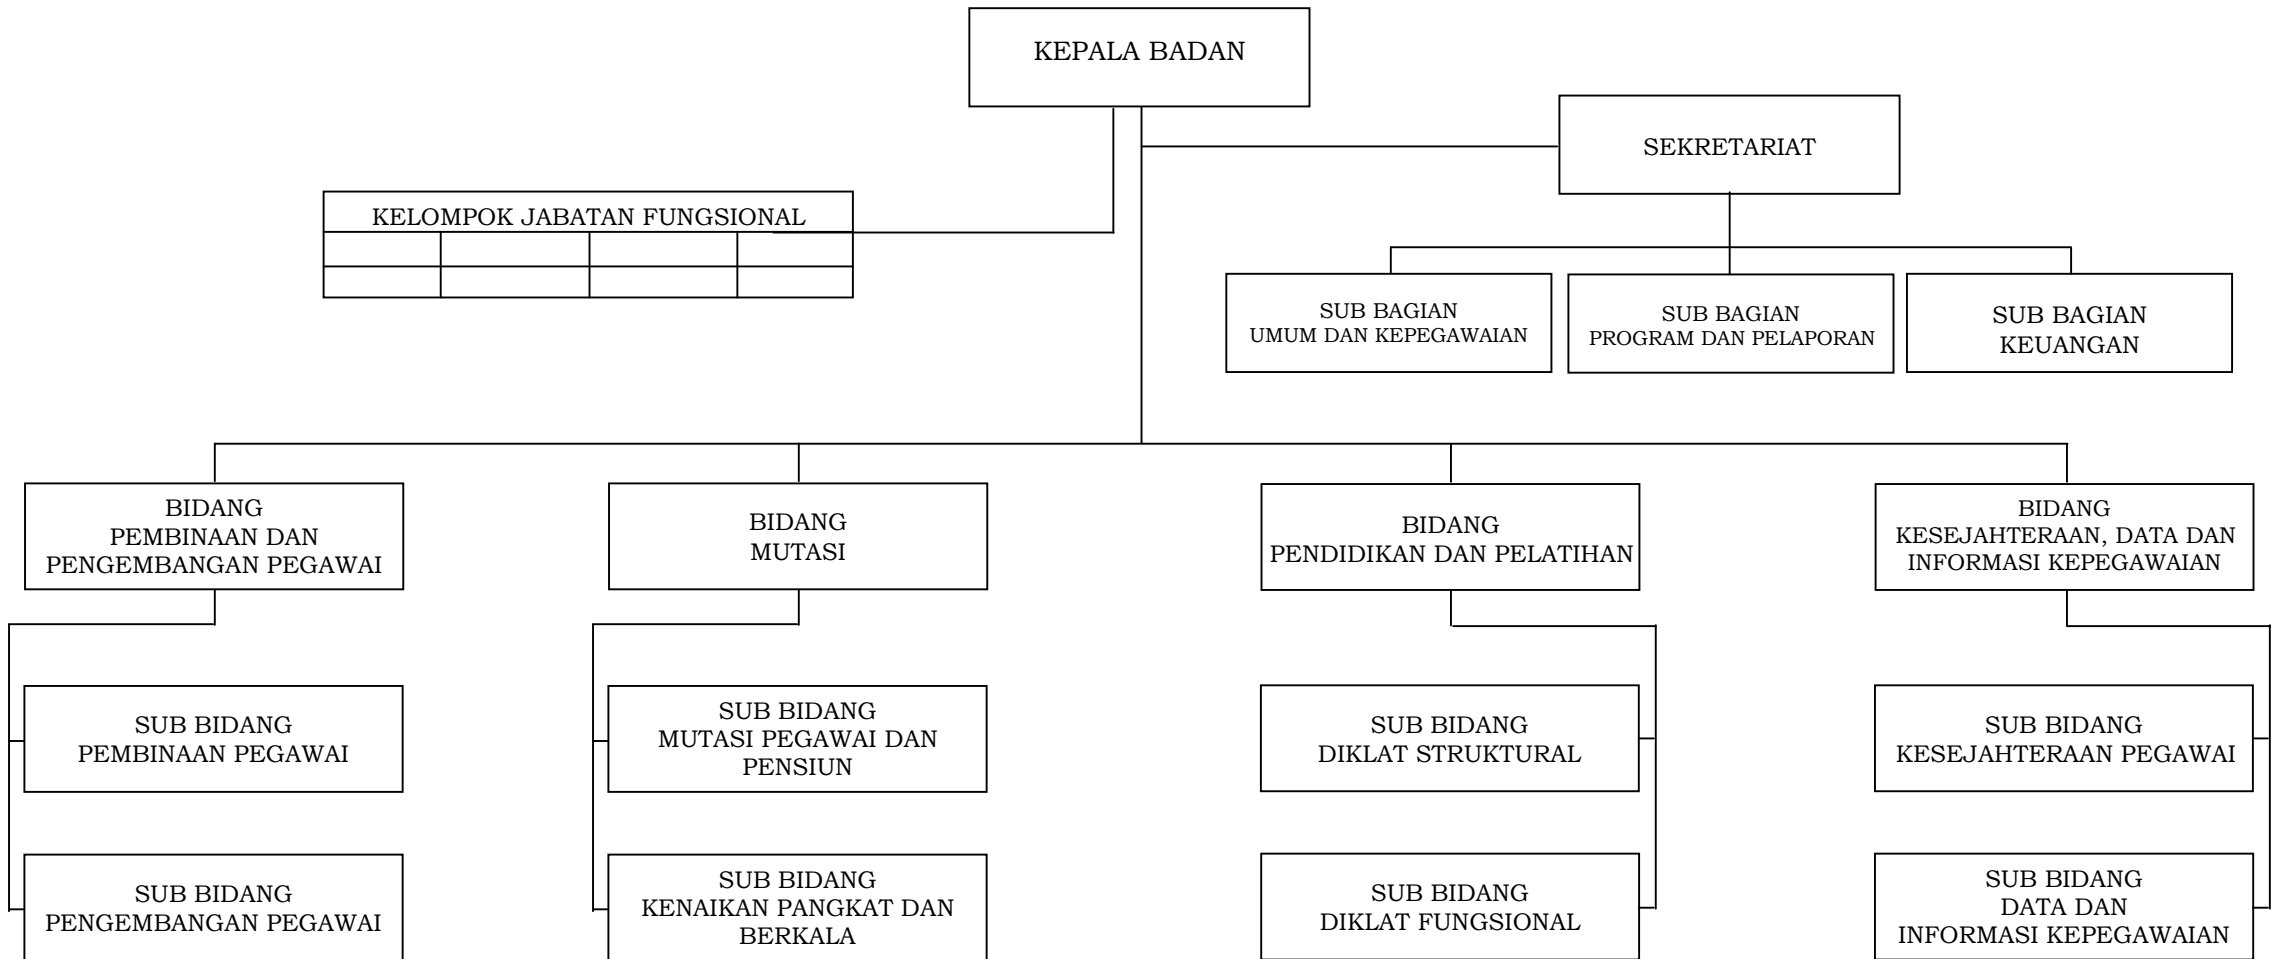 KEPALA BADAN
SEKRETARIAT
KELOMPOK JABATAN FUNGSIONAL
SUB BAGIAN
UMUM DAN KEPEGAWAIAN
SUB BAGIAN
PROGRAM DAN PELAPORAN
SUB BAGIAN
KEUANGAN
BIDANG
PEMBINAAN DAN
PENGEMBANGAN PEGAWAI
BIDANG
MUTASI
BIDANG
PENDIDIKAN DAN PELATIHAN
BIDANG
KESEJAHTERAAN, DATA DAN
INFORMASI KEPEGAWAIAN
SUB BIDANG
PEMBINAAN PEGAWAI
SUB BIDANG
MUTASI PEGAWAI DAN
PENSIUN
SUB BIDANG
DIKLAT STRUKTURAL
SUB BIDANG
KESEJAHTERAAN PEGAWAI
SUB BIDANG
PENGEMBANGAN PEGAWAI
SUB BIDANG
KENAIKAN PANGKAT DAN
BERKALA
SUB BIDANG
DIKLAT FUNGSIONAL
SUB BIDANG
DATA DAN
INFORMASI KEPEGAWAIAN